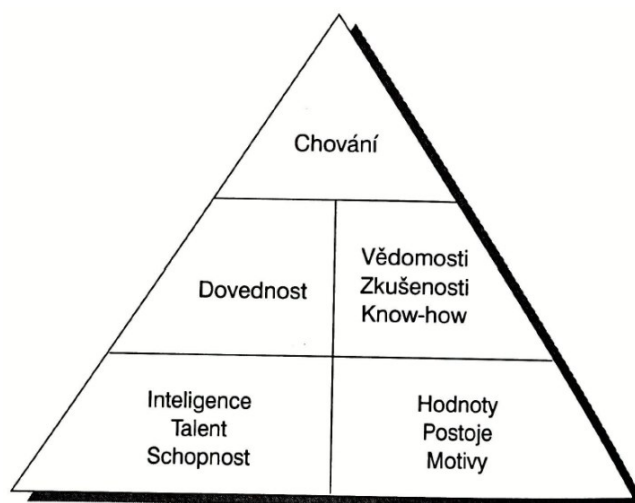 Chování
Dovednost
Vědomosti
Zkušenosti
Know-how
Inteligence
Talent
Schopnost
Hodnoty
Postoje
Motivy